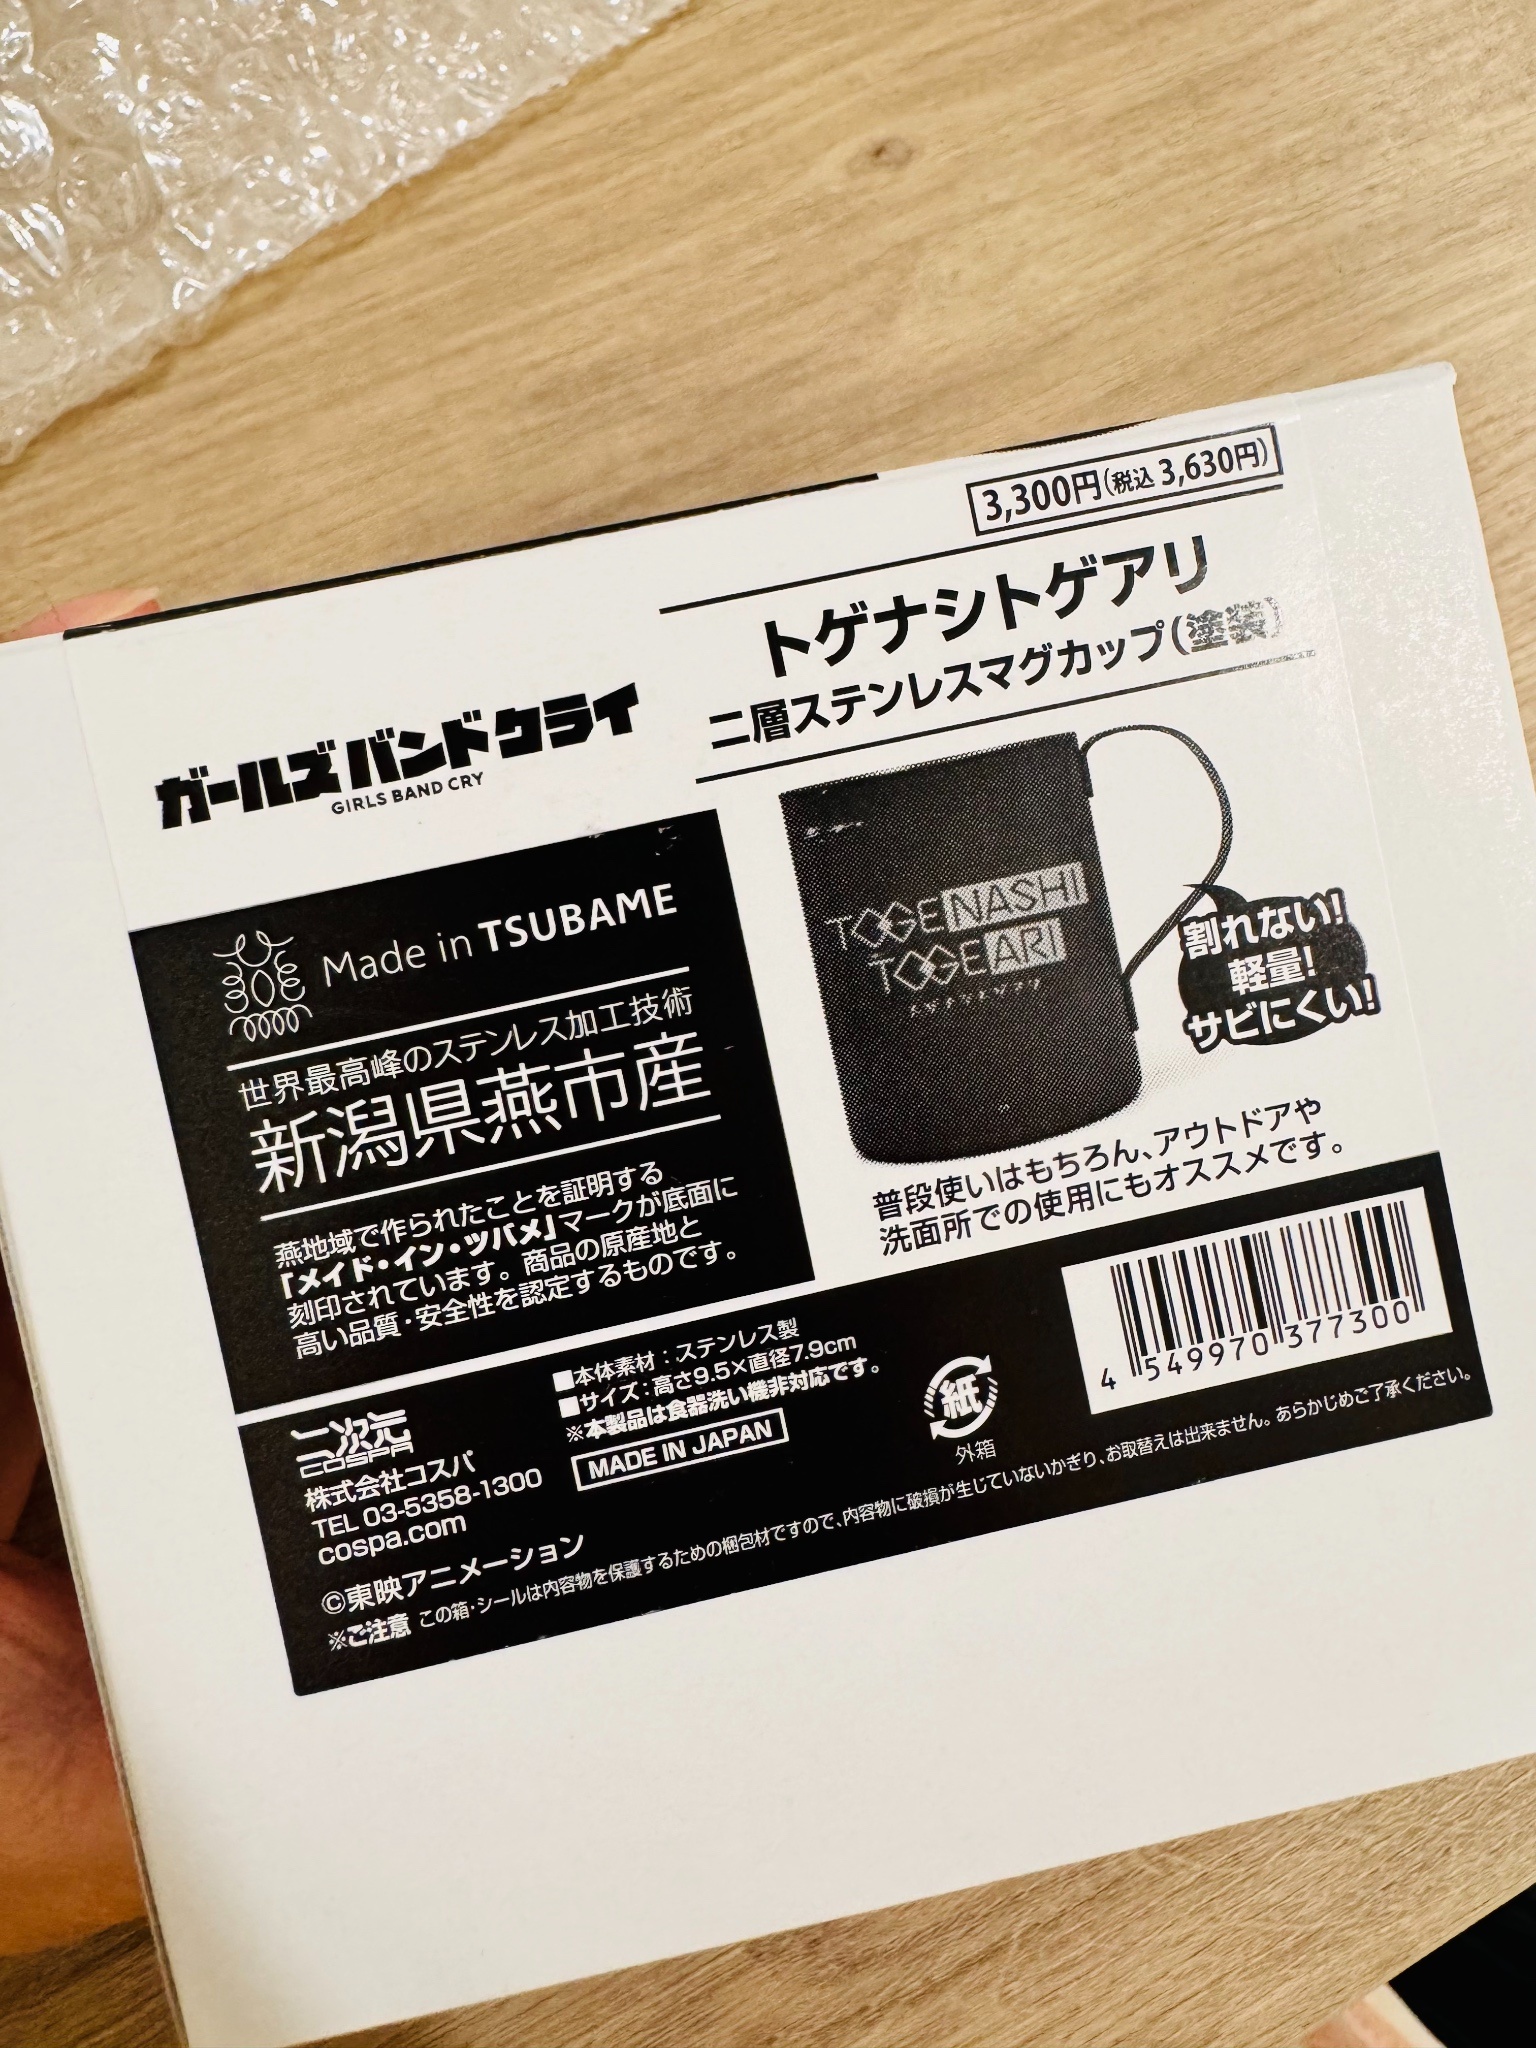 3,300円(税込 3,630円)
トゲナシトゲアリ
二層ステンレスマグカップ(塗装)
ガールズバンドクライ
GIRLS BAND CRY
Made in TSUBAME
世界最高峰のステンレス加工技術
新潟県燕市産
燕地域で作られたことを証明する
「メイド・イン・ツバメ」マークが底面に
刻印されています。商品の原産地と
高い品質・安全性を認定するものです。
TOGENASHI
TOGEARI
トゲナシトゲアリ
割れない!
軽量!
サビにくい!
普段使いはもちろん、アウトドアや
洗面所での使用にもオススメです。
■本体素材:ステンレス製
■サイズ:高さ9.5×直径7.9cm
※本製品は食器洗い機非対応です。
MADE IN JAPAN
紙
外箱
4 549970 377300
二次元
COSPA
株式会社コスパ
TEL 03-5358-1300
cospa.com
©東映アニメーション
※ご注意 この箱・シールは内容物を保護するための梱包材ですので、内容物に破損が生じていないかぎり、お取替えは出来ません。あらかじめご了承ください。